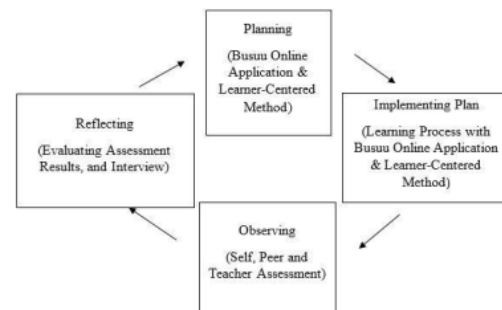 Planning
(Busuu Online
Application &
Learner-Centered
Method)
Implementing Plan
(Learning Process with
Busuu Online Application
& Learner-Centered
Method)
Observing
(Self, Peer and
Teacher Assessment)
Reflecting
(Evaluating Assessment
Results, and Interview)